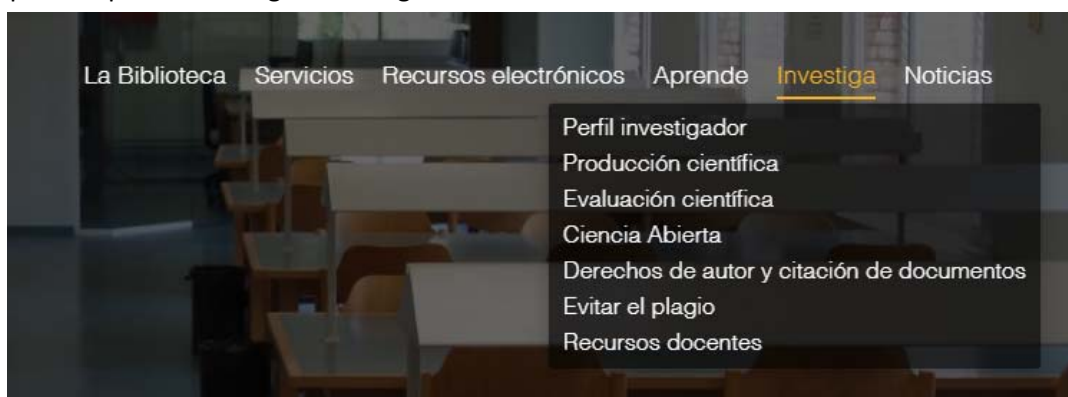 La Biblioteca Servicios Recursos electrónicos Aprende Investiga Noticias
Perfil investigador
Producción científica
Evaluación científica
Ciencia Abierta
Derechos de autor y citación de documentos
Evitar el plagio
Recursos docentes